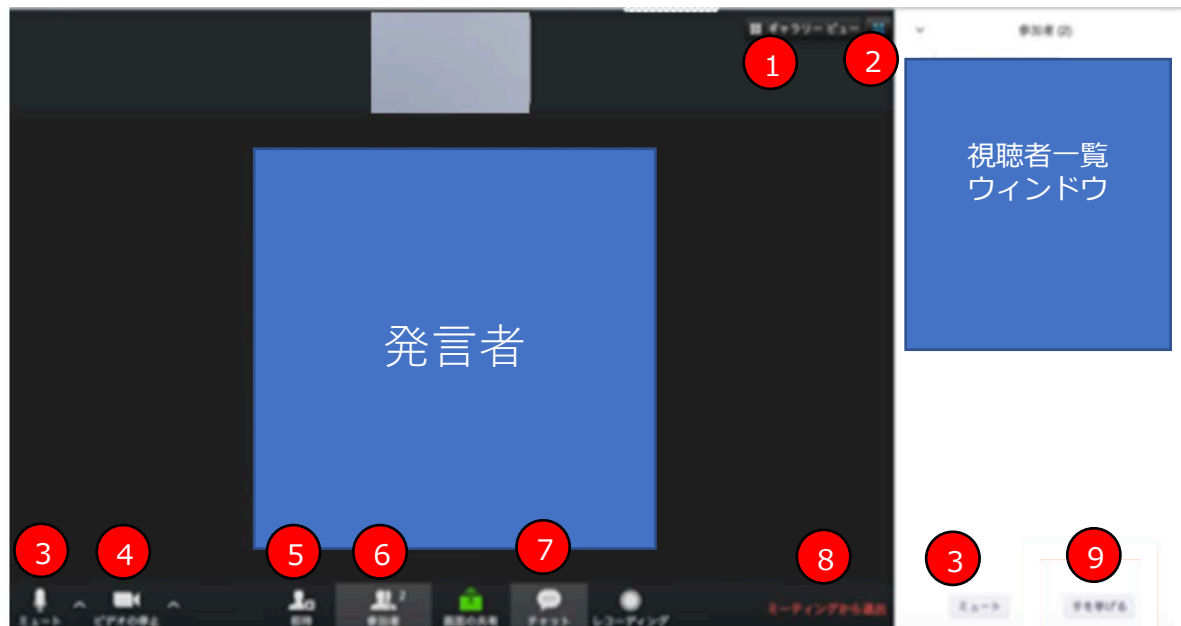 ギャラリー ビュー
参加者 (2)
1
2
視聴者一覧
ウィンドウ
発言者
3
4
5
6
7
8
3
9
2
ミュート
ビデオの停止
招待
参加者
画面の共有
チャット
レコーディング
ミーティングから退出
ミュート
手を挙げる